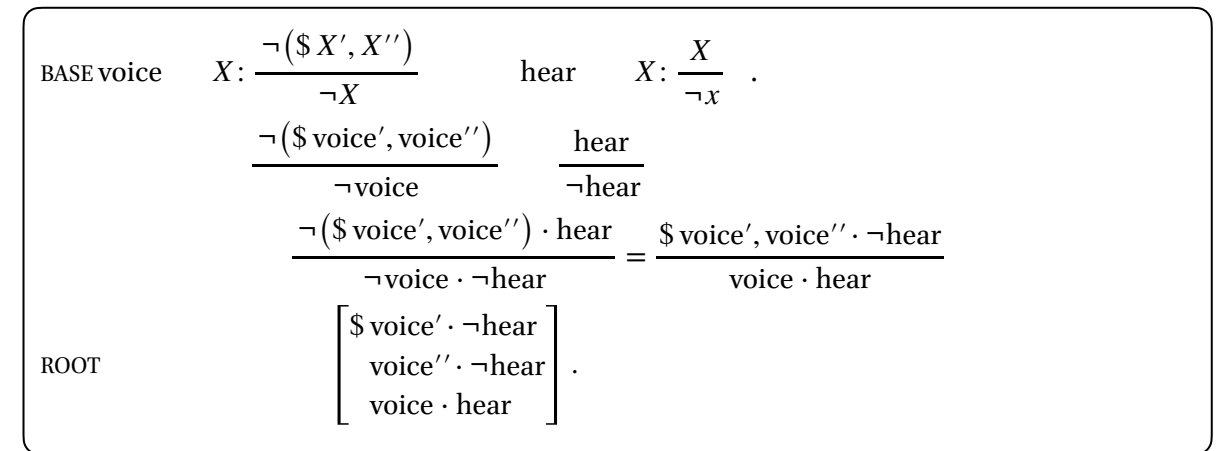 BASE voice X: ¬($ X′, X′′) / ¬X hear X: X / ¬x .
¬($ voice′, voice′′) / ¬voice hear / ¬hear
¬($ voice′, voice′′) · hear / ¬voice · ¬hear = $ voice′, voice′′ · ¬hear / voice · hear
$ voice′ · ¬hear
ROOT voice′′ · ¬hear .
voice · hear